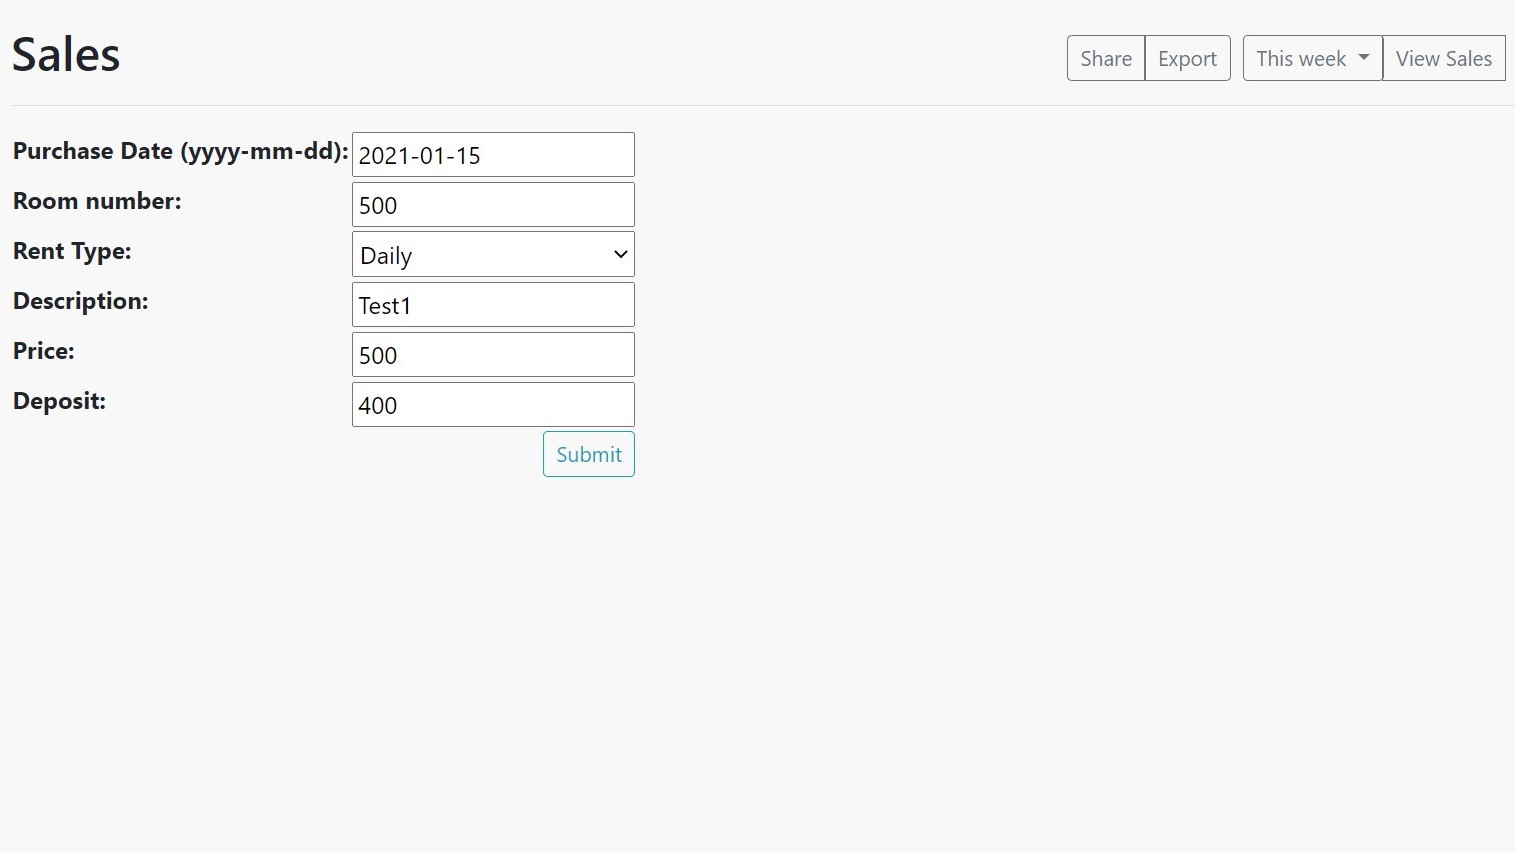 Sales
Share Export This week View Sales
Purchase Date (yyyy-mm-dd): 2021-01-15
Room number: 500
Rent Type: Daily
Description: Test1
Price: 500
Deposit: 400
Submit